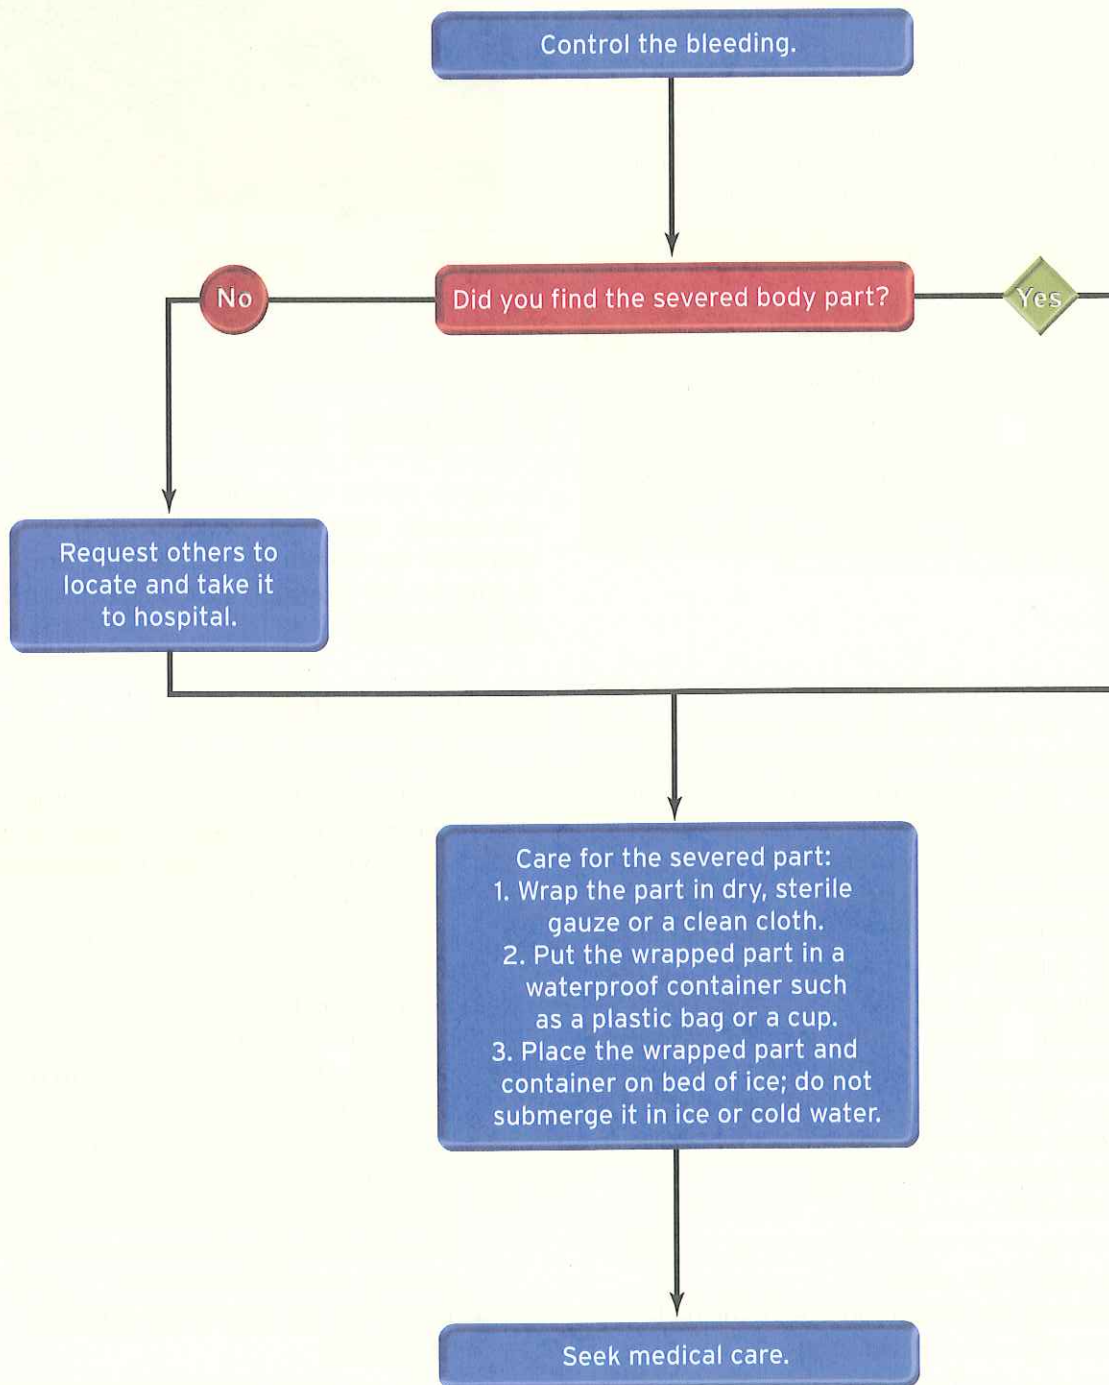 Control the bleeding.
No
Did you find the severed body part?
Yes
Request others to
locate and take it
to hospital.
Care for the severed part:
1. Wrap the part in dry, sterile
gauze or a clean cloth.
2. Put the wrapped part in a
waterproof container such
as a plastic bag or a cup.
3. Place the wrapped part and
container on bed of ice; do not
submerge it in ice or cold water.
Seek medical care.